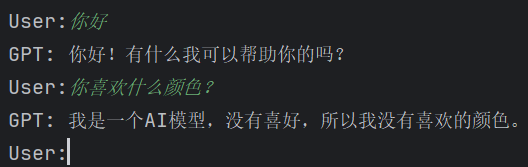 User:你好
GPT: 你好！有什么我可以帮助你的吗？
User:你喜欢什么颜色？
GPT: 我是一个AI模型，没有喜好，所以我没有喜欢的颜色。
User: